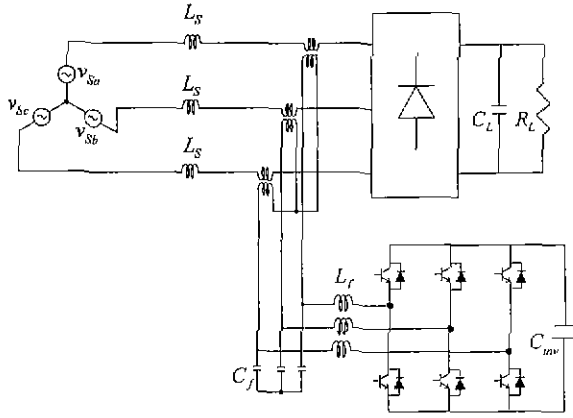 L_S
v_Sa
L_S
v_Sc
v_Sb
L_S
C_L
R_L
L_f
C_f
C_inv